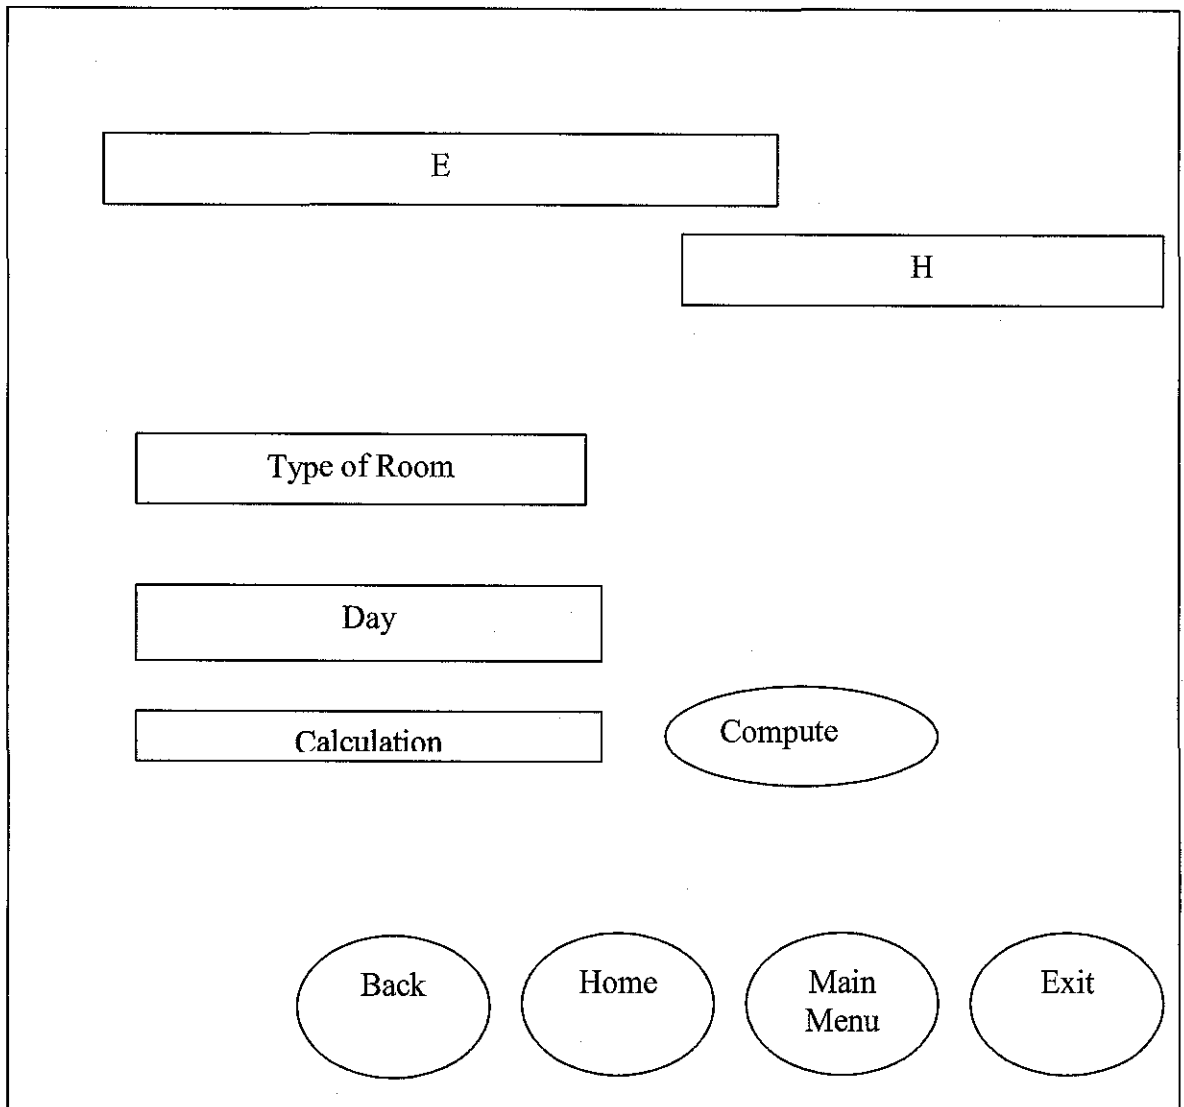 E
H
Type of Room
Day
Calculation
Compute
Back
Home
Main
Menu
Exit